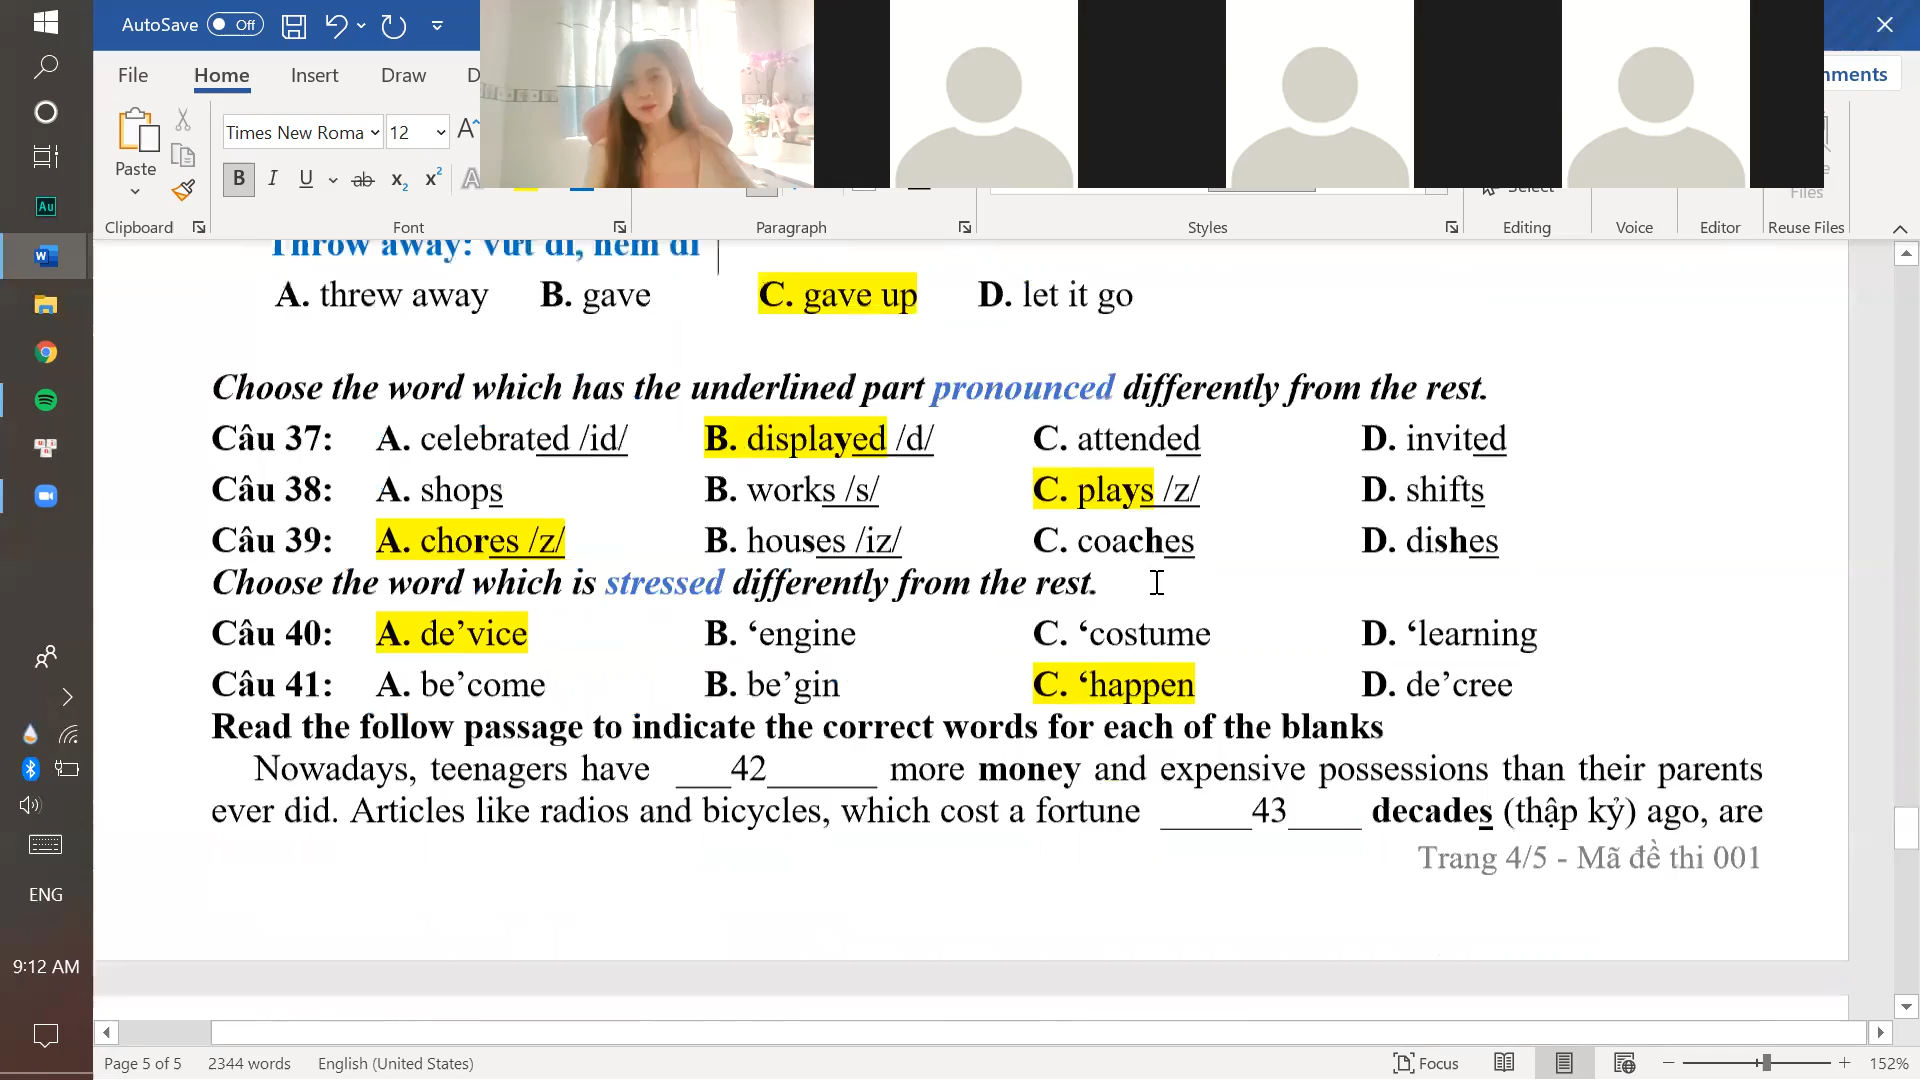 AutoSave Off
File Home Insert Draw D
mments
Times New Roma 12 A
Paste
B I U ab x2 x2 A
Select
Files
Clipboard Font Paragraph Styles Editing Voice Editor Reuse Files
Throw away: vứt đi, ném đi
A. threw away B. gave C. gave up D. let it go
Choose the word which has the underlined part pronounced differently from the rest.
Câu 37: A. celebrated /id/ B. displayed /d/ C. attended D. invited
Câu 38: A. shops B. works /s/ C. plays /z/ D. shifts
Câu 39: A. chores /z/ B. houses /iz/ C. coaches D. dishes
Choose the word which is stressed differently from the rest.
Câu 40: A. de’vice B. ‘engine C. ‘costume D. ‘learning
Câu 41: A. be’come B. be’gin C. ‘happen D. de’cree
Read the follow passage to indicate the correct words for each of the blanks
Nowadays, teenagers have ___42______ more money and expensive possessions than their parents
ever did. Articles like radios and bicycles, which cost a fortune _____43____ decades (thập kỷ) ago, are
Trang 4/5 - Mã đề thi 001
Au
W
ENG
9:12 AM
Page 5 of 5 2344 words English (United States) Focus 152%